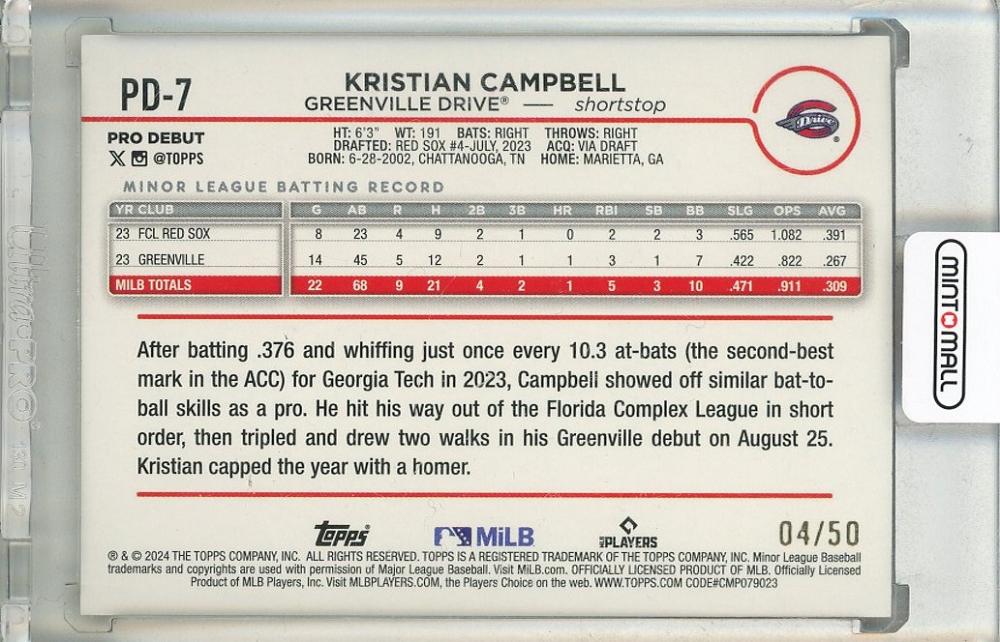 PD-7
KRISTIAN CAMPBELL
GREENVILLE DRIVE® — shortstop
Drive®
PRO DEBUT
@TOPPS
HT: 6'3" WT: 191 BATS: RIGHT THROWS: RIGHT
DRAFTED: RED SOX #4-JULY, 2023 ACQ: VIA DRAFT
BORN: 6-28-2002, CHATTANOOGA, TN HOME: MARIETTA, GA
MINOR LEAGUE BATTING RECORD
YR CLUB G AB R H 2B 3B HR RBI SB BB SLG OPS AVG
23 FCL RED SOX 8 23 4 9 2 1 0 2 2 3 .565 1.082 .391
23 GREENVILLE 14 45 5 12 2 1 1 3 1 7 .422 .822 .267
MILB TOTALS 22 68 9 21 4 2 1 5 3 10 .471 .911 .309
After batting .376 and whiffing just once every 10.3 at-bats (the second-best
mark in the ACC) for Georgia Tech in 2023, Campbell showed off similar bat-to-
ball skills as a pro. He hit his way out of the Florida Complex League in short
order, then tripled and drew two walks in his Greenville debut on August 25.
Kristian capped the year with a homer.
topps® MiLB MLB PLAYERS 04/50
® & © 2024 THE TOPPS COMPANY, INC. ALL RIGHTS RESERVED. TOPPS IS A REGISTERED TRADEMARK OF THE TOPPS COMPANY, INC. Minor League Baseball
trademarks and copyrights are used with permission of Major League Baseball. Visit MiLB.com. OFFICIALLY LICENSED PRODUCT OF MLB. Officially Licensed
Product of MLB Players, Inc. Visit MLBPLAYERS.COM, the Players Choice on the web. WWW.TOPPS.COM CODE#CMP079023
MINTOMALL
Ultra·PRO®
130 M2